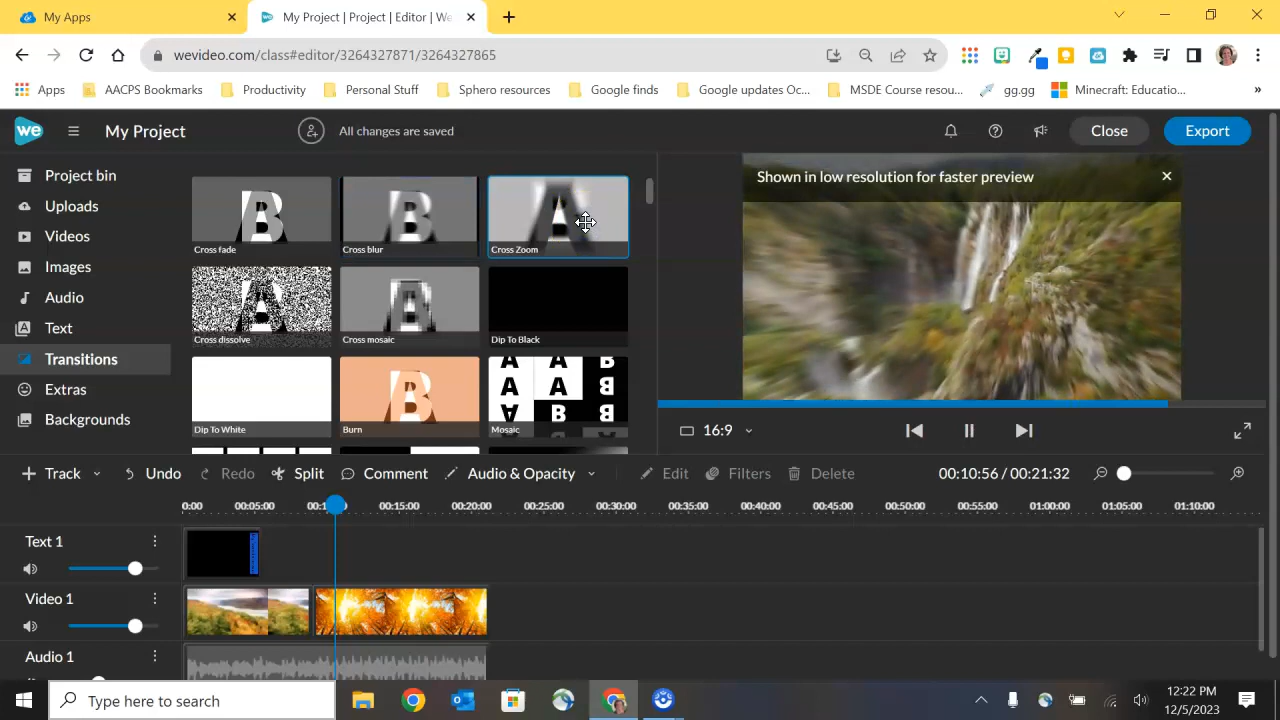 My Apps
My Project | Project | Editor | We
wevideo.com/class#editor/3264327871/3264327865
Apps
AACPS Bookmarks
Productivity
Personal Stuff
Sphero resources
Google finds
Google updates Oc...
MSDE Course resou...
gg.gg
Minecraft: Educatio...
»
we
My Project
All changes are saved
Close
Export
Project bin
Uploads
Videos
Images
Audio
Text
Transitions
Extras
Backgrounds
B
Cross fade
B
Cross blur
A
Cross Zoom
A
Cross dissolve
A
Cross mosaic
Dip To Black
Dip To White
B
Burn
A A B
A B
B
Mosaic
Shown in low resolution for faster preview
16:9
Track
Undo
Redo
Split
Comment
Audio & Opacity
Edit
Filters
Delete
00:10:56 / 00:21:32
0:00
00:05:00
00:15:00
00:20:00
00:25:00
00:30:00
00:35:00
00:40:00
00:45:00
00:50:00
00:55:00
01:00:00
01:05:00
01:10:00
Text 1
Video 1
Audio 1
Type here to search
12:22 PM
12/5/2023